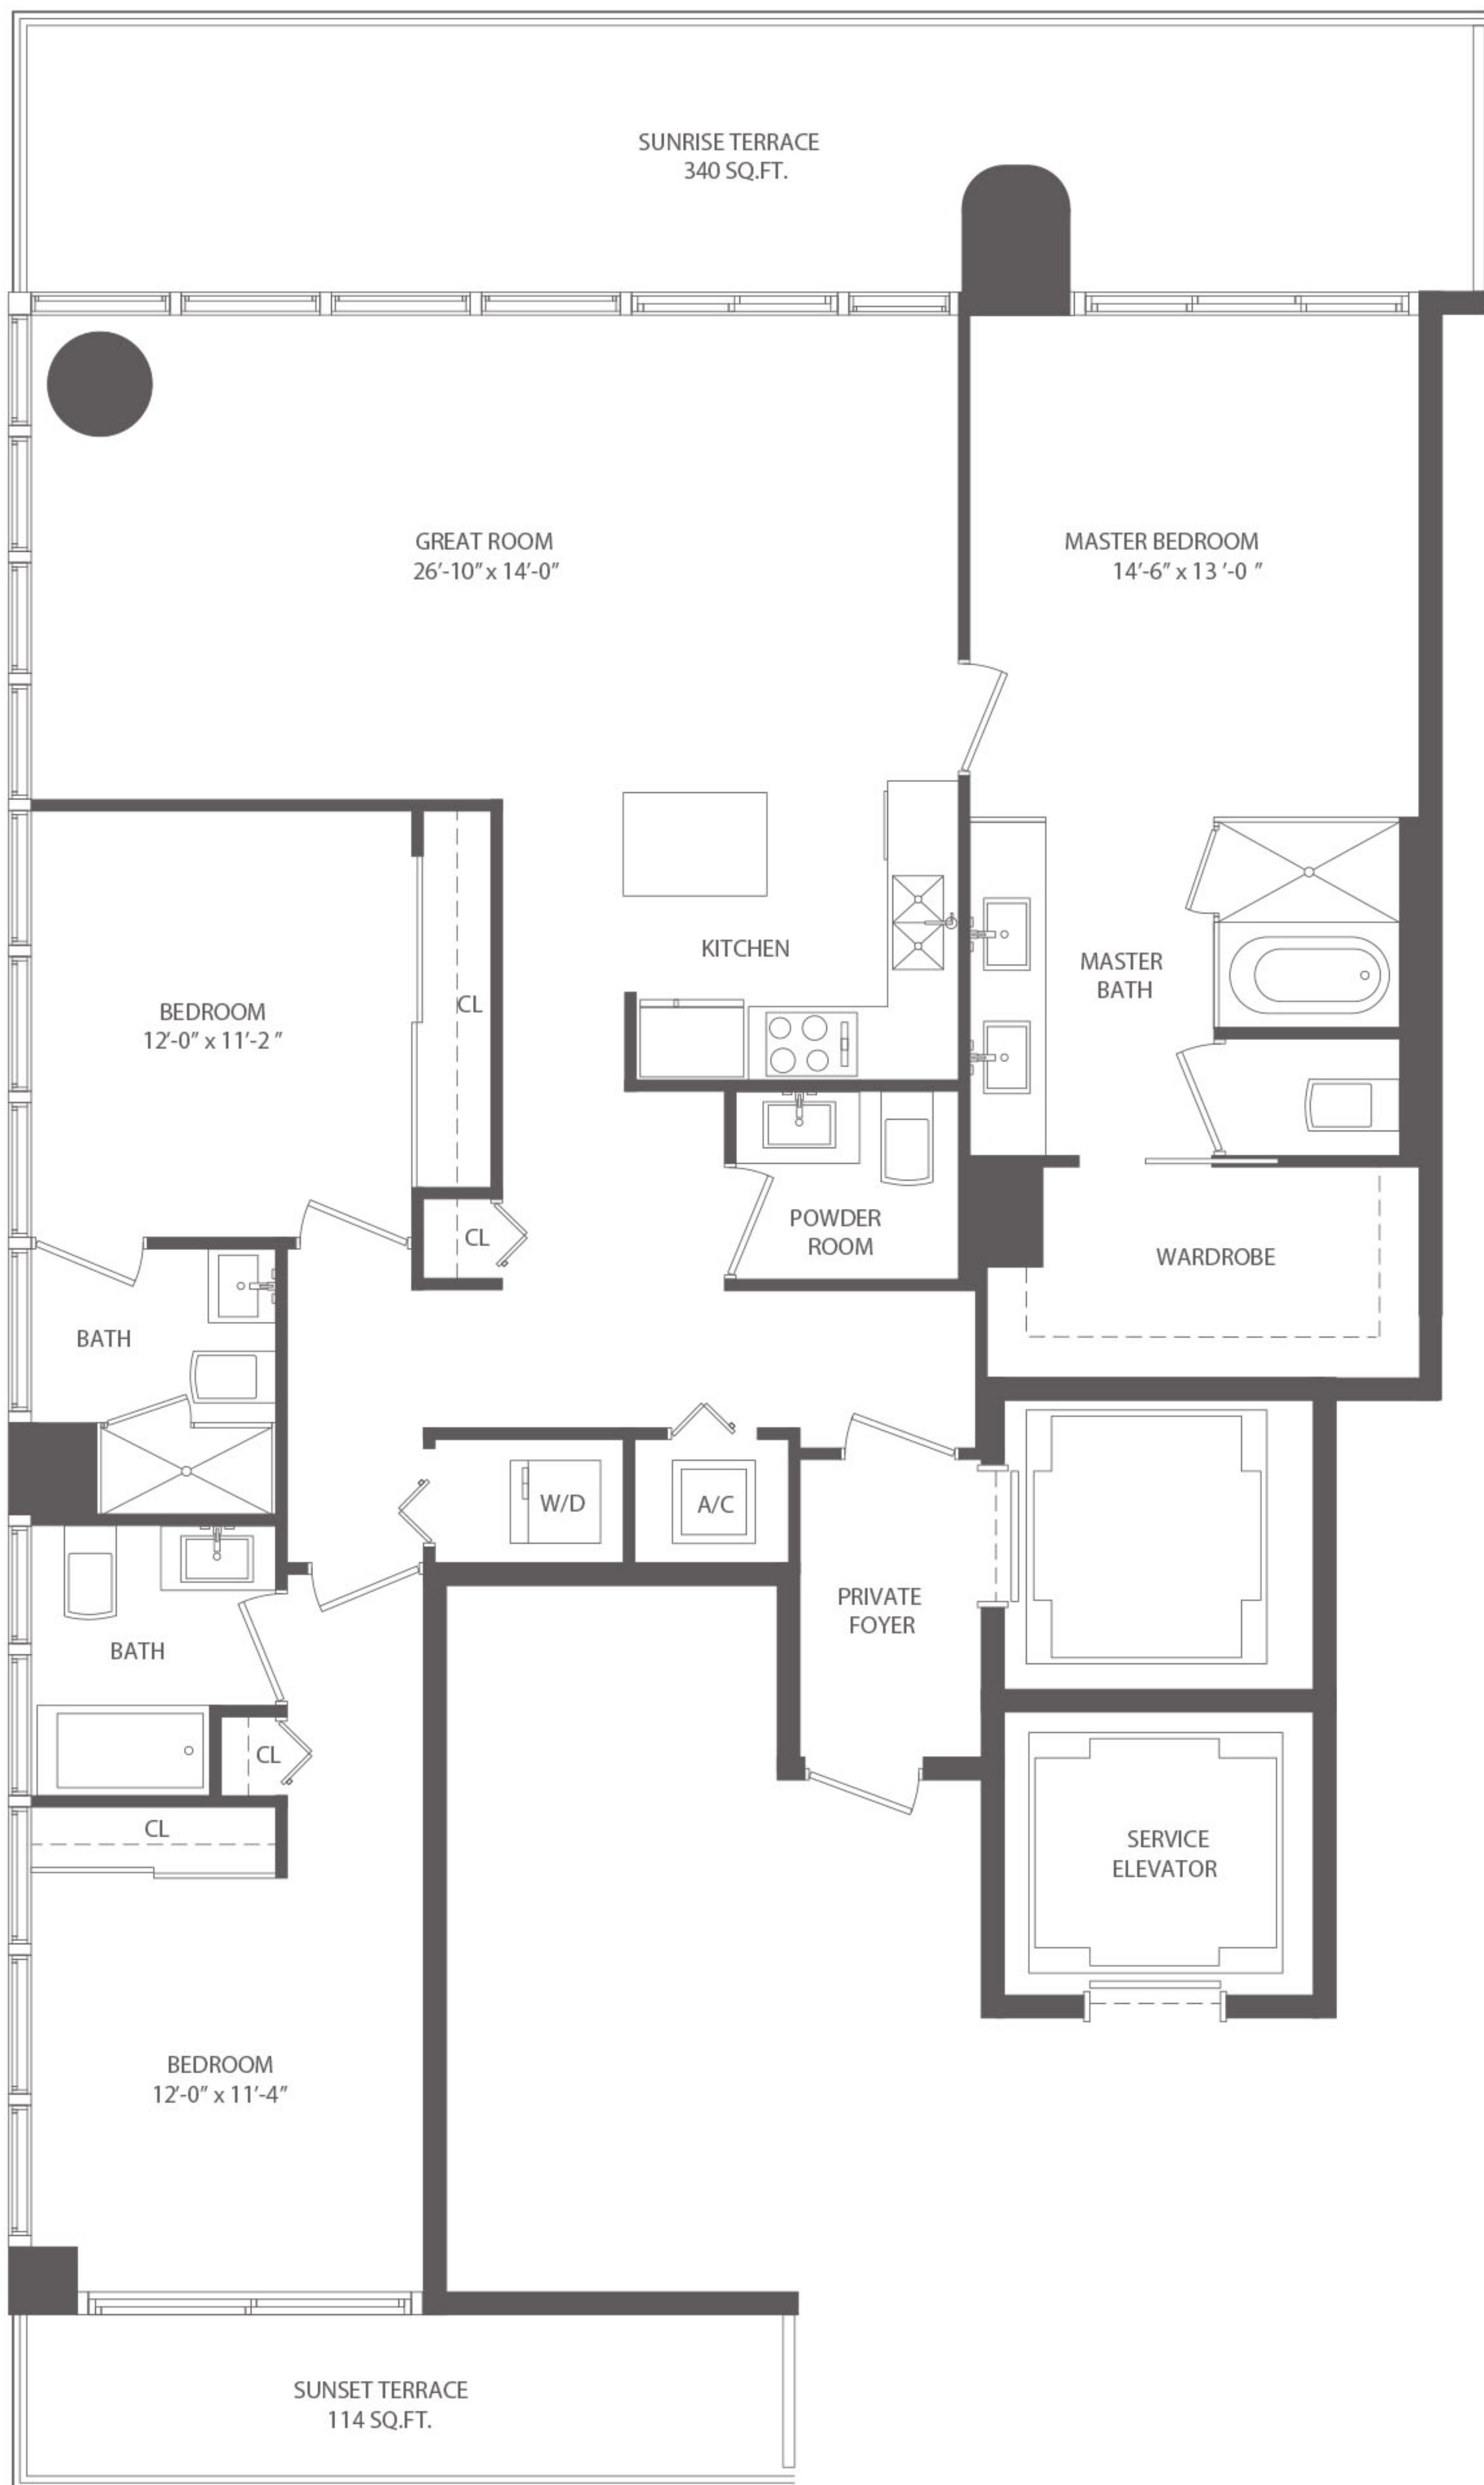 SUNRISE TERRACE
340 SQ.FT.
GREAT ROOM
26'-10" x 14'-0"
MASTER BEDROOM
14'-6" x 13 '-0 "
KITCHEN
MASTER
BATH
BEDROOM
12'-0" x 11'-2 "
CL
CL
POWDER
ROOM
WARDROBE
BATH
W/D
A/C
PRIVATE
FOYER
BATH
CL
CL
SERVICE
ELEVATOR
BEDROOM
12'-0" x 11'-4"
SUNSET TERRACE
114 SQ.FT.